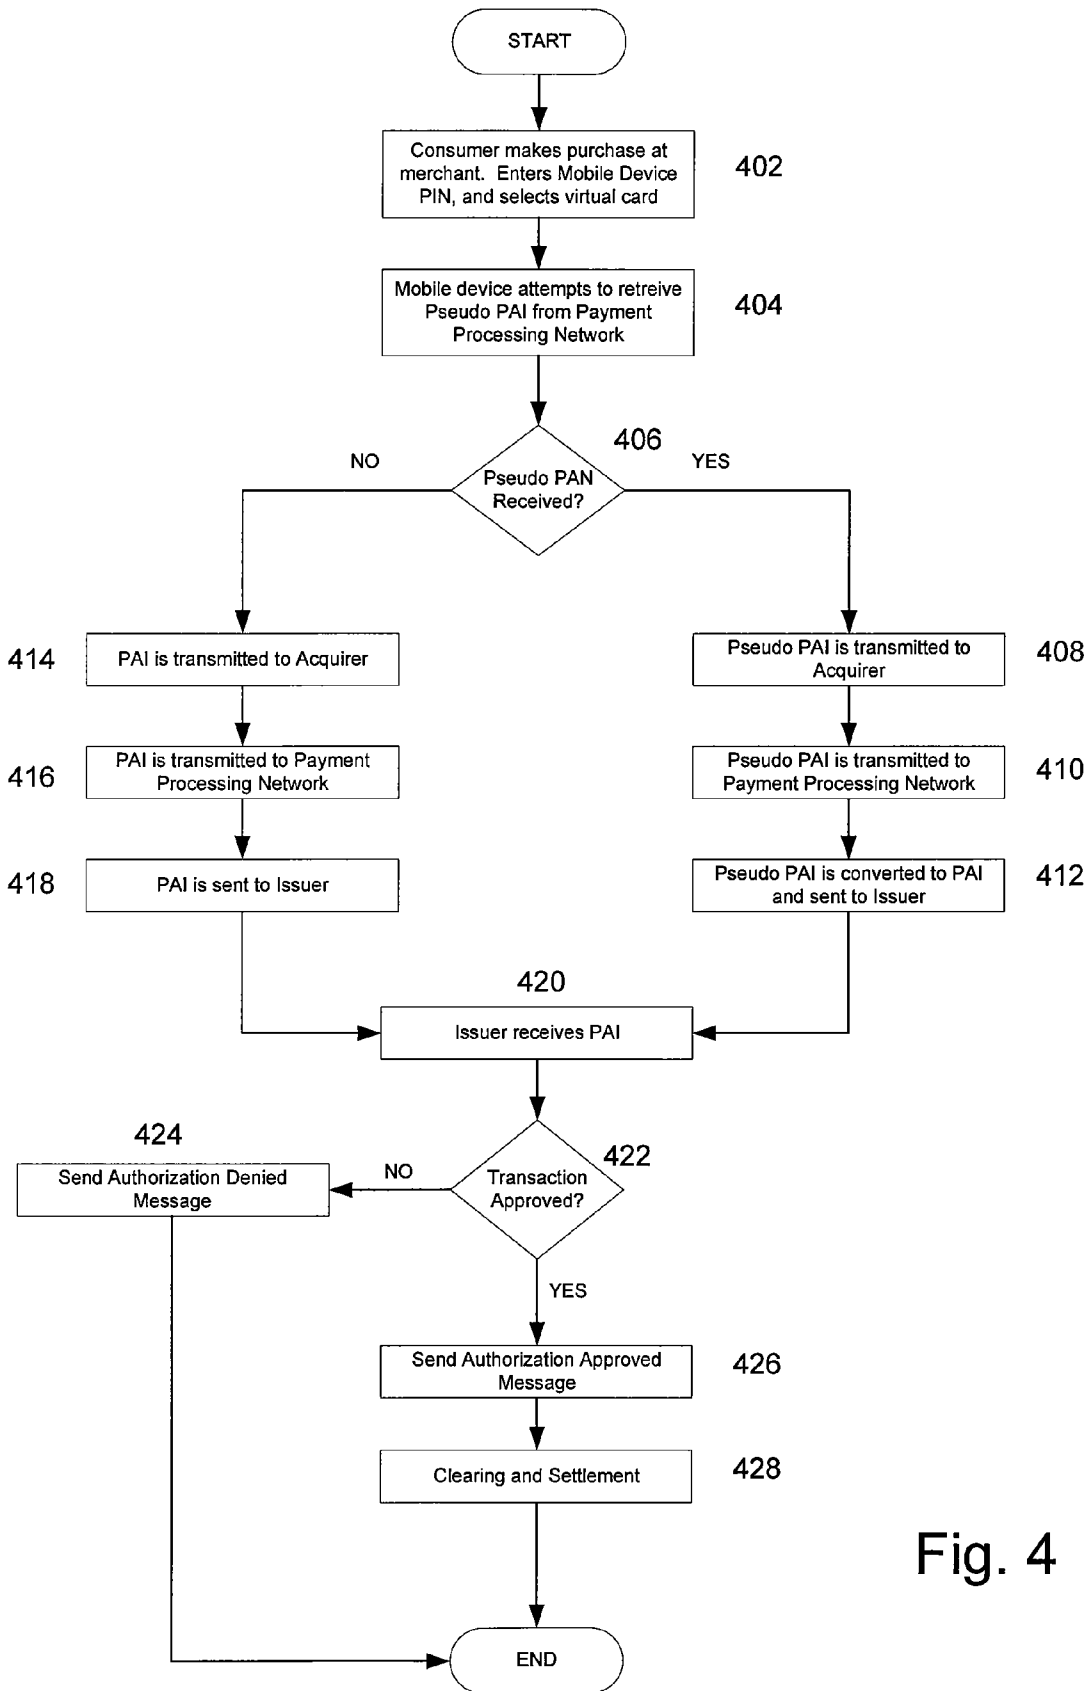 START
Consumer makes purchase at
merchant. Enters Mobile Device
PIN, and selects virtual card
402
Mobile device attempts to retreive
Pseudo PAI from Payment
Processing Network
404
406
NO
YES
Pseudo PAN
Received?
414
PAI is transmitted to Acquirer
Pseudo PAI is transmitted to
Acquirer
408
416
PAI is transmitted to Payment
Processing Network
Pseudo PAI is transmitted to
Payment Processing Network
410
418
PAI is sent to Issuer
Pseudo PAI is converted to PAI
and sent to Issuer
412
420
Issuer receives PAI
424
Send Authorization Denied
Message
NO
422
Transaction
Approved?
YES
Send Authorization Approved
Message
426
Clearing and Settlement
428
Fig. 4
END